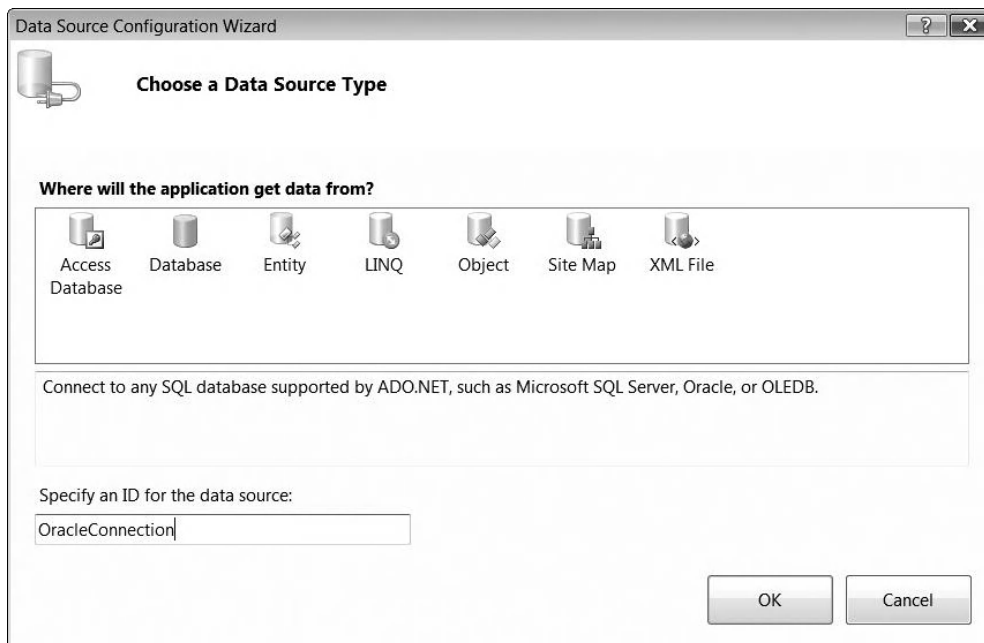 Data Source Configuration Wizard
?
X
Choose a Data Source Type
Where will the application get data from?
Access Database
Database
Entity
LINQ
Object
Site Map
XML File
Connect to any SQL database supported by ADO.NET, such as Microsoft SQL Server, Oracle, or OLEDB.
Specify an ID for the data source:
OracleConnection
OK
Cancel